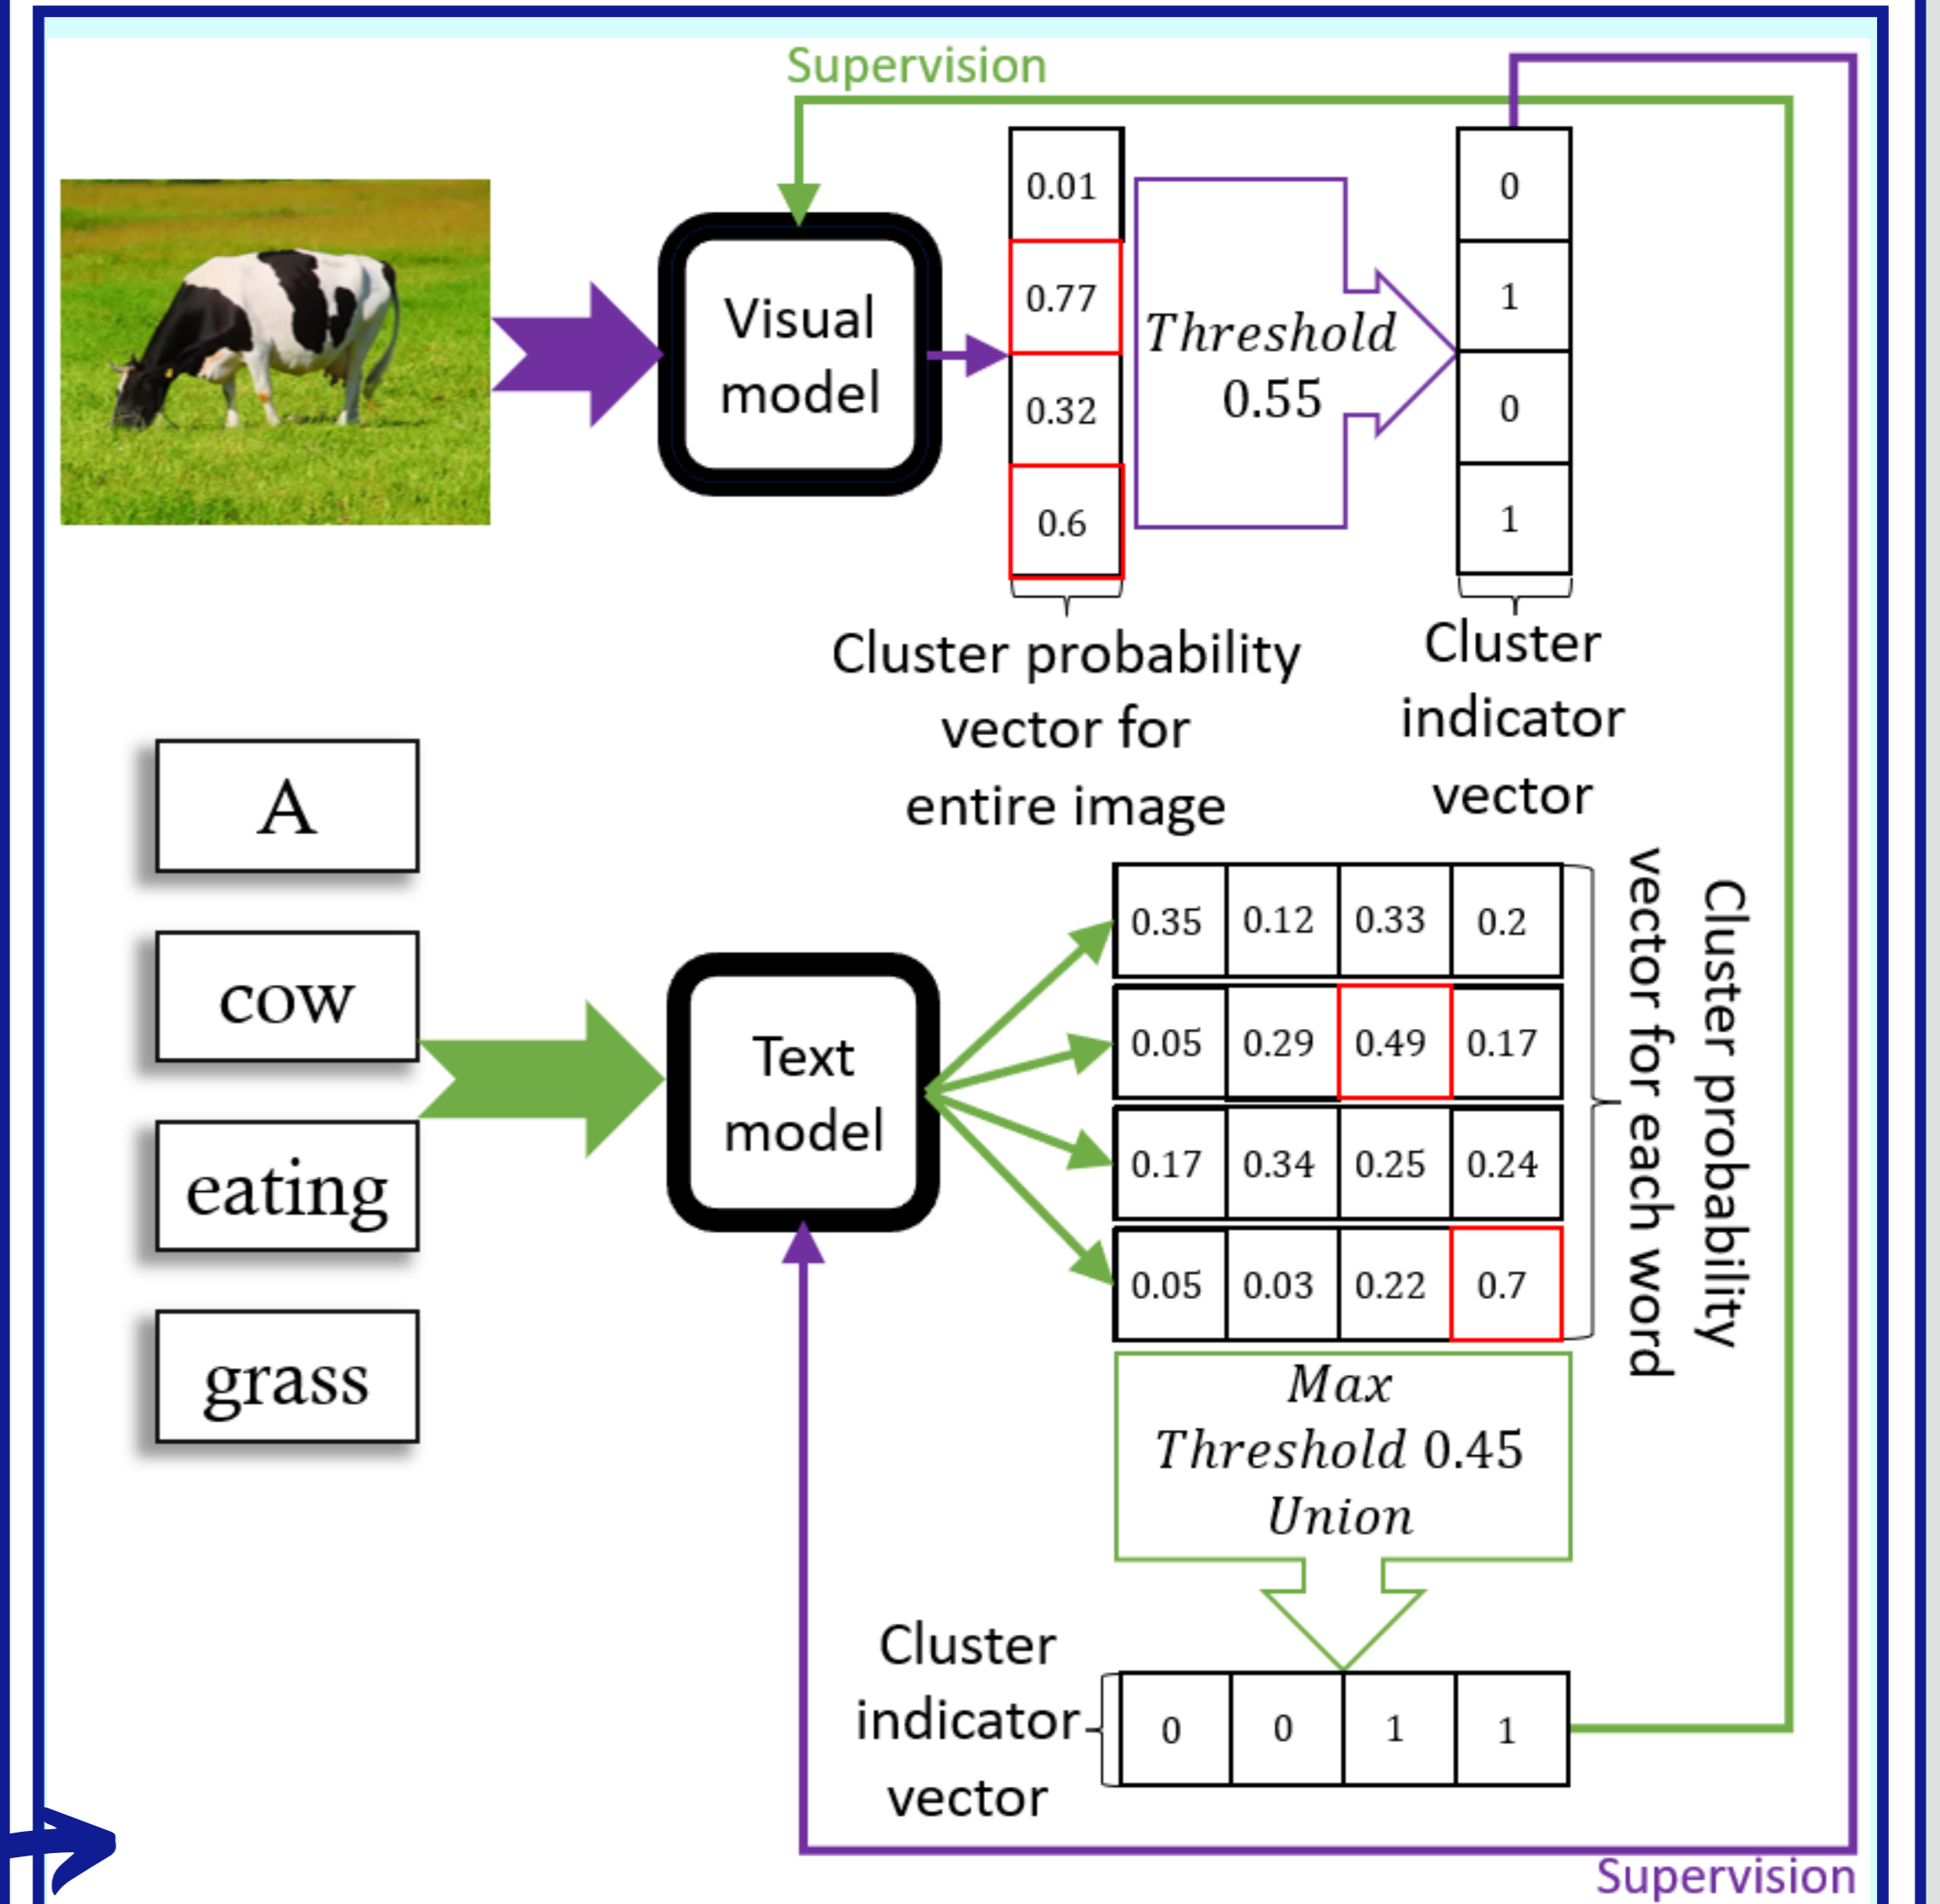 Supervision
Visual
model
0.01
0.77
0.32
0.6
Threshold
0.55
0
1
0
1
Cluster probability
vector for
entire image
Cluster
indicator
vector
A
cow
eating
grass
Text
model
0.35 0.12 0.33 0.2
0.05 0.29 0.49 0.17
0.17 0.34 0.25 0.24
0.05 0.03 0.22 0.7
Cluster probability
vector for each word
Max
Threshold 0.45
Union
Cluster
indicator
vector
0 0 1 1
Supervision